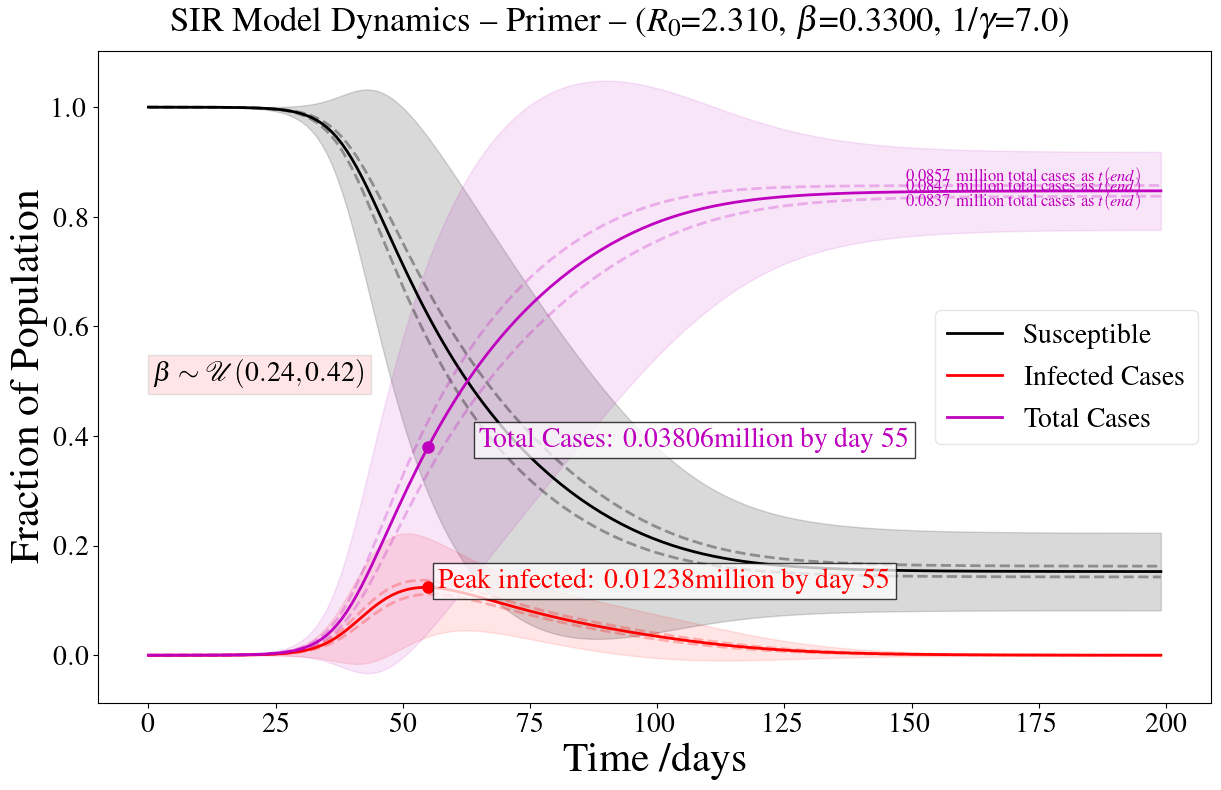 SIR Model Dynamics – Primer – (R₀=2.310, β=0.3300, 1/γ=7.0)
Fraction of Population
1.0
0.8
0.6
0.4
0.2
0.0
0.0857 million total cases as t(end)
0.0847 million total cases as t(end)
0.0837 million total cases as t(end)
β ∼ 𝒰(0.24, 0.42)
Susceptible
Infected Cases
Total Cases
Total Cases: 0.03806million by day 55
Peak infected: 0.01238million by day 55
0 25 50 75 100 125 150 175 200
Time /days